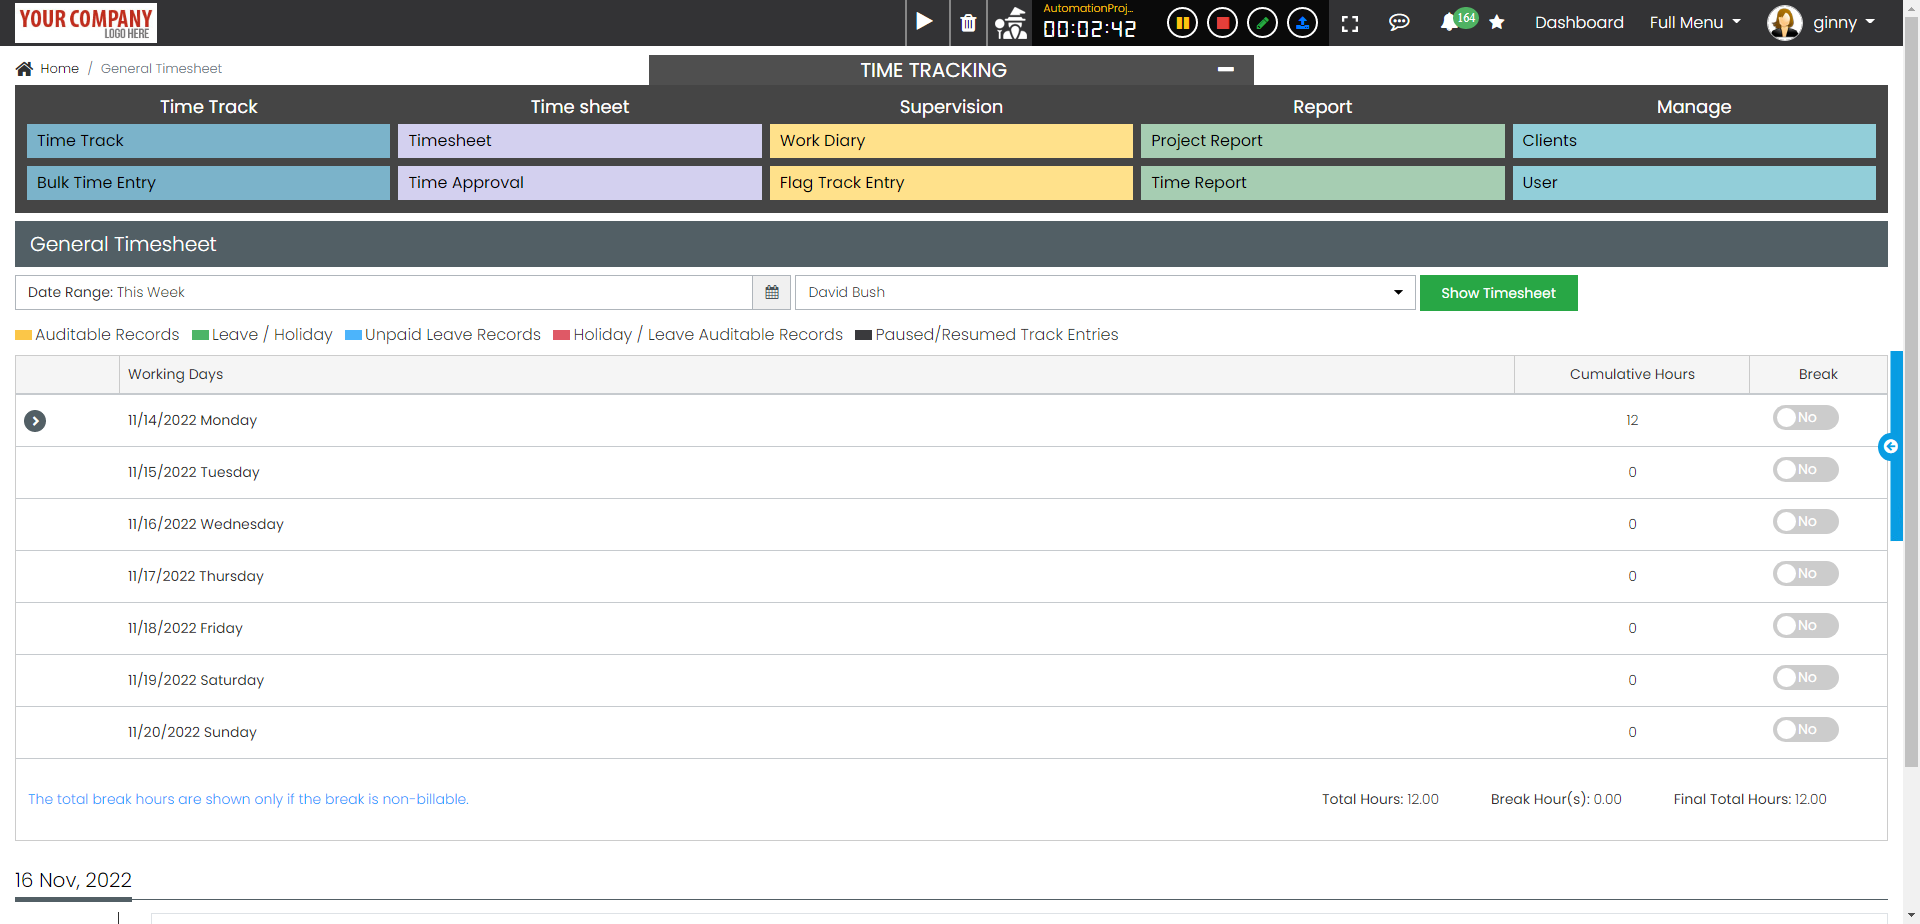 YOUR COMPANY
LOGO HERE
AutomationProj...
00:02:42
164
Dashboard
Full Menu
ginny
Home / General Timesheet
TIME TRACKING
Time Track
Time sheet
Supervision
Report
Manage
Time Track
Timesheet
Work Diary
Project Report
Clients
Bulk Time Entry
Time Approval
Flag Track Entry
Time Report
User
General Timesheet
Date Range: This Week
David Bush
Show Timesheet
Auditable Records
Leave / Holiday
Unpaid Leave Records
Holiday / Leave Auditable Records
Paused/Resumed Track Entries
Working Days
Cumulative Hours
Break
11/14/2022 Monday
12
No
11/15/2022 Tuesday
0
No
11/16/2022 Wednesday
0
No
11/17/2022 Thursday
0
No
11/18/2022 Friday
0
No
11/19/2022 Saturday
0
No
11/20/2022 Sunday
0
No
The total break hours are shown only if the break is non-billable.
Total Hours: 12.00
Break Hour(s): 0.00
Final Total Hours: 12.00
16 Nov, 2022